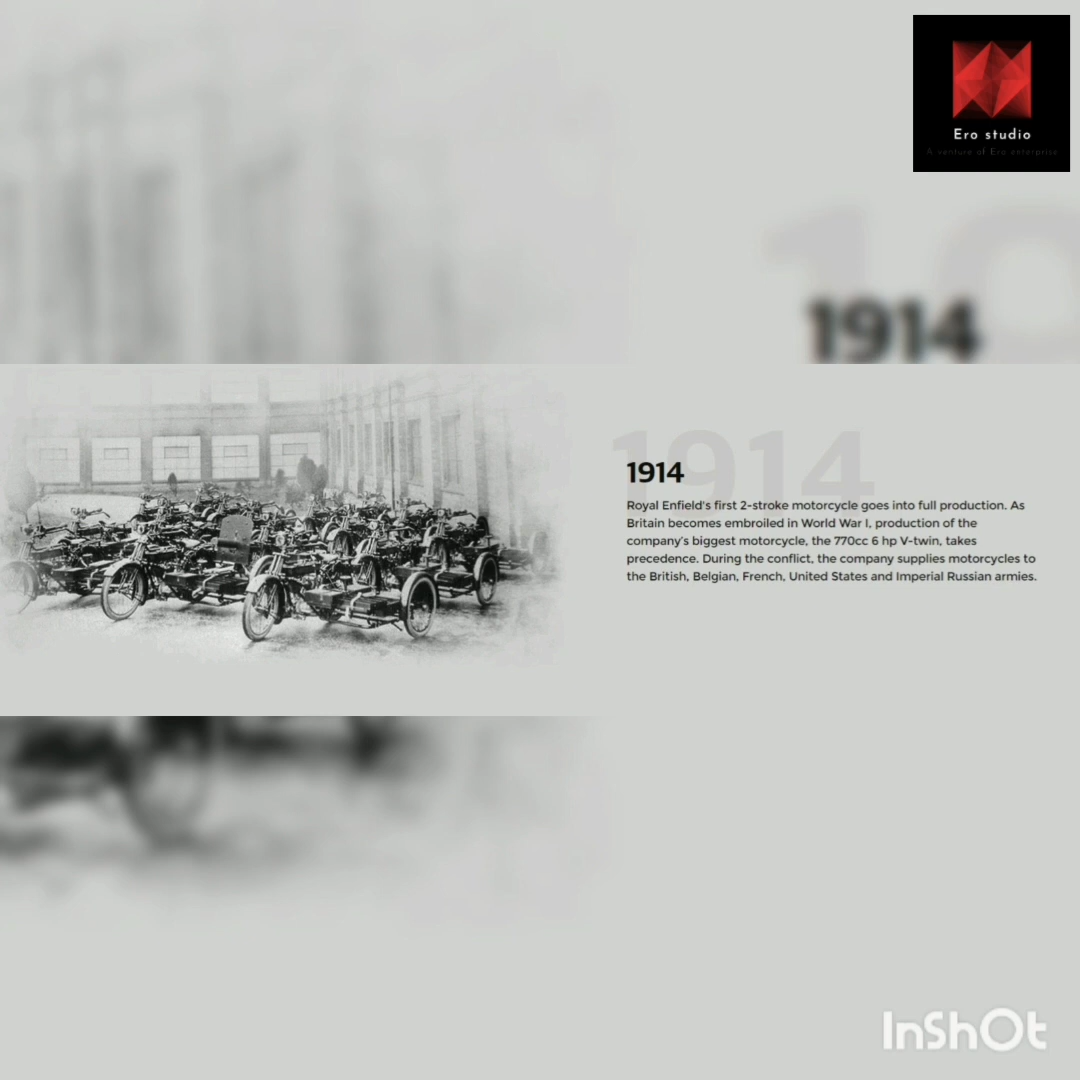 Ero studio
A venture of Ero enterprise
19
1914
1914
1914
Royal Enfield's first 2-stroke motorcycle goes into full production. As
Britain becomes embroiled in World War I, production of the
company's biggest motorcycle, the 770cc 6 hp V-twin, takes
precedence. During the conflict, the company supplies motorcycles to
the British, Belgian, French, United States and Imperial Russian armies.
InShOt